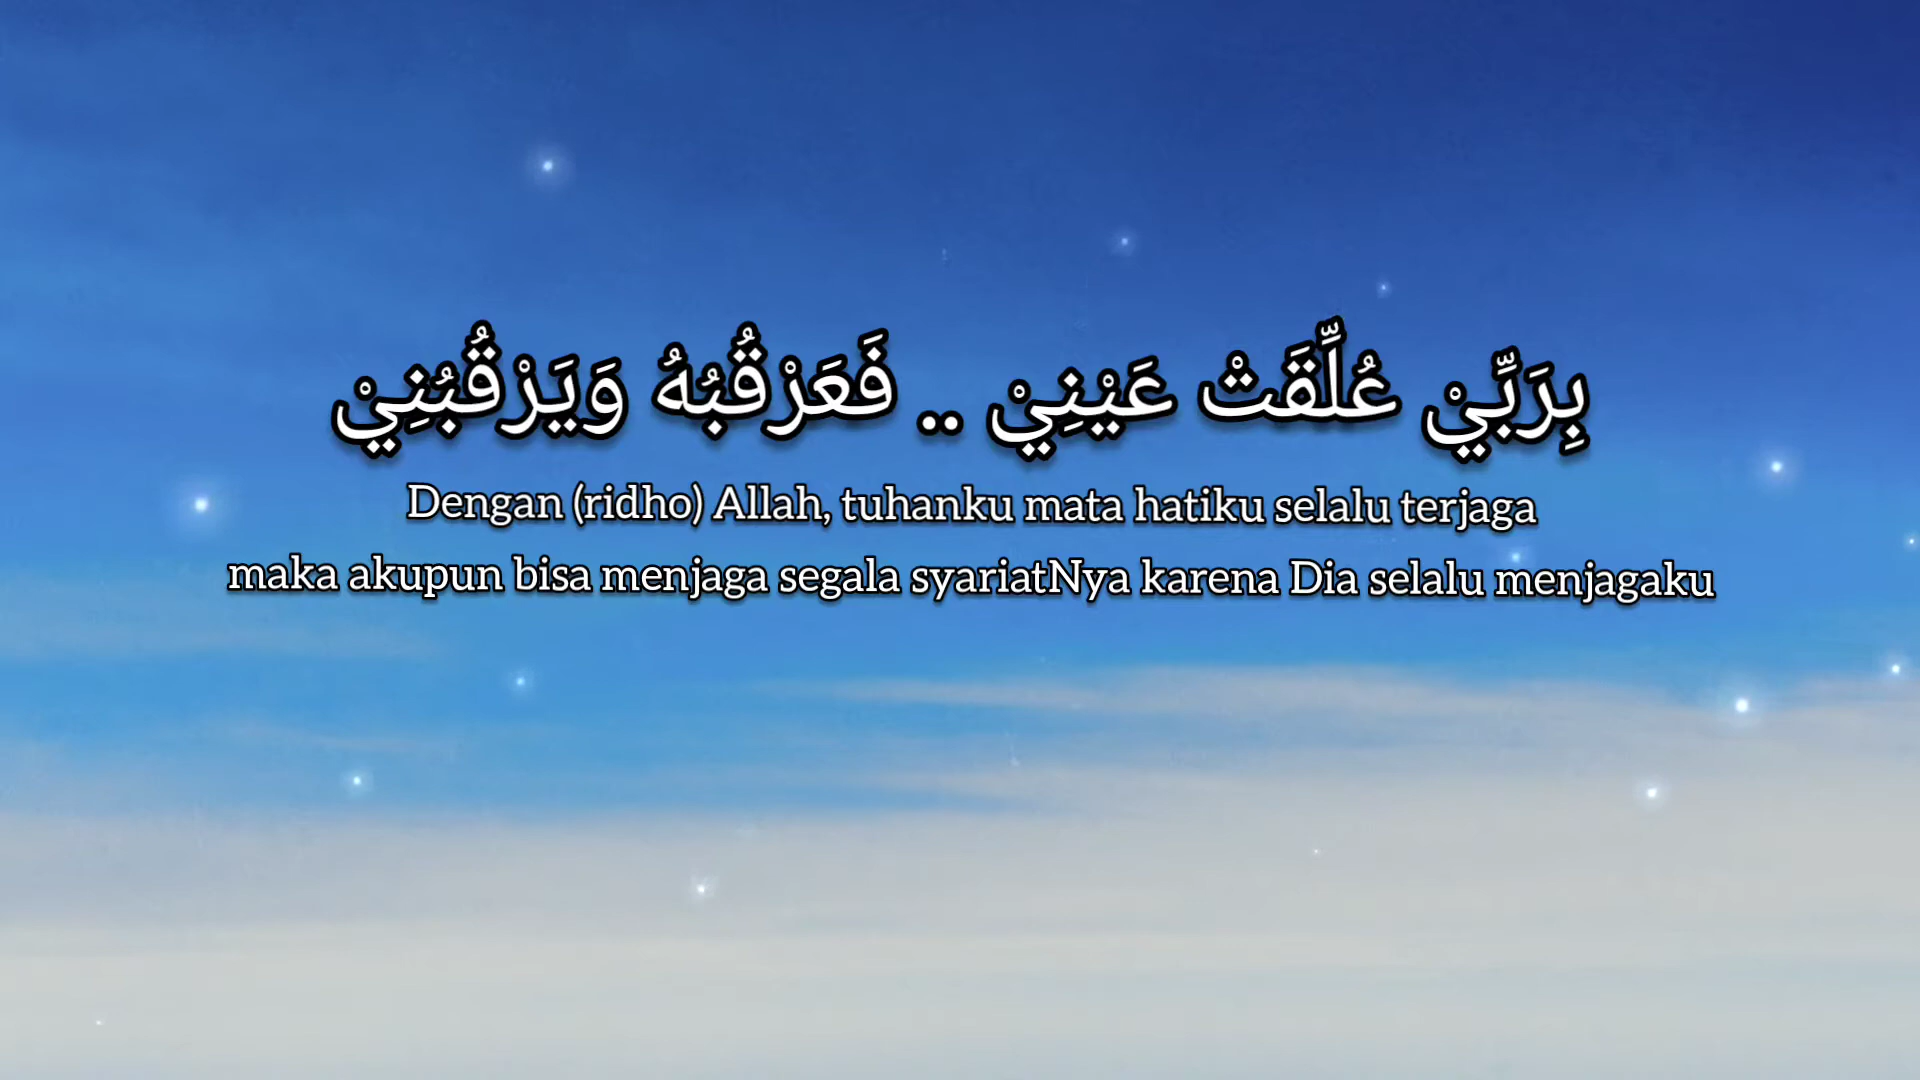 بِرَبِّيْ عُلِّقَتْ عَيْنِيْ .. فَعَرْقُبُهُ وَيَرْقُبُنِيْ
Dengan (ridho) Allah, tuhanku mata hatiku selalu terjaga
maka akupun bisa menjaga segala syariatNya karena Dia selalu menjagaku